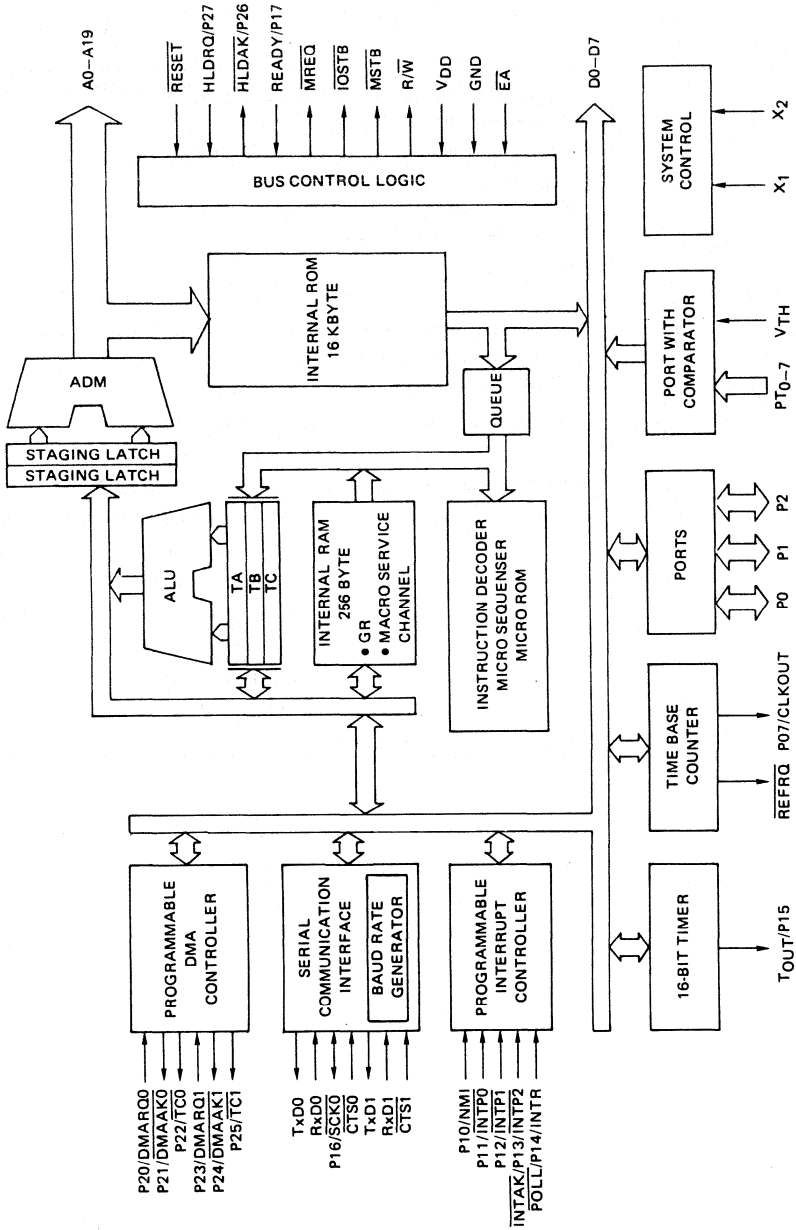 P20/DMARQ0
P21/DMAAK0
P22/TC0
P23/DMARQ1
P24/DMAAK1
P25/TC1
PROGRAMMABLE
DMA
CONTROLLER
TxD0
RxD0
P16/SCK0
CTS0
TxD1
RxD1
CTS1
SERIAL
COMMUNICATION
INTERFACE
BAUD RATE
GENERATOR
P10/NMI
P11/INTP0
P12/INTP1
INTAK/P13/INTP2
POLL/P14/INTR
PROGRAMMABLE
INTERRUPT
CONTROLLER
STAGING LATCH
STAGING LATCH
ADM
A0–A19
ALU
TA
TB
TC
INTERNAL RAM
256 BYTE
● GR
● MACRO SERVICE
CHANNEL
INSTRUCTION DECODER
MICRO SEQUENSER
MICRO ROM
QUEUE
INTERNAL ROM
16 KBYTE
BUS CONTROL LOGIC
RESET
HLDRQ/P27
HLDAK/P26
READY/P17
MREQ
IOSTB
MSTB
R/W
VDD
GND
EA
D0–D7
16-BIT TIMER
TOUT/P15
TIME BASE
COUNTER
REFRQ
P07/CLKOUT
PORTS
P0
P1
P2
PORT WITH
COMPARATOR
PT0–7
VTH
SYSTEM
CONTROL
X1
X2